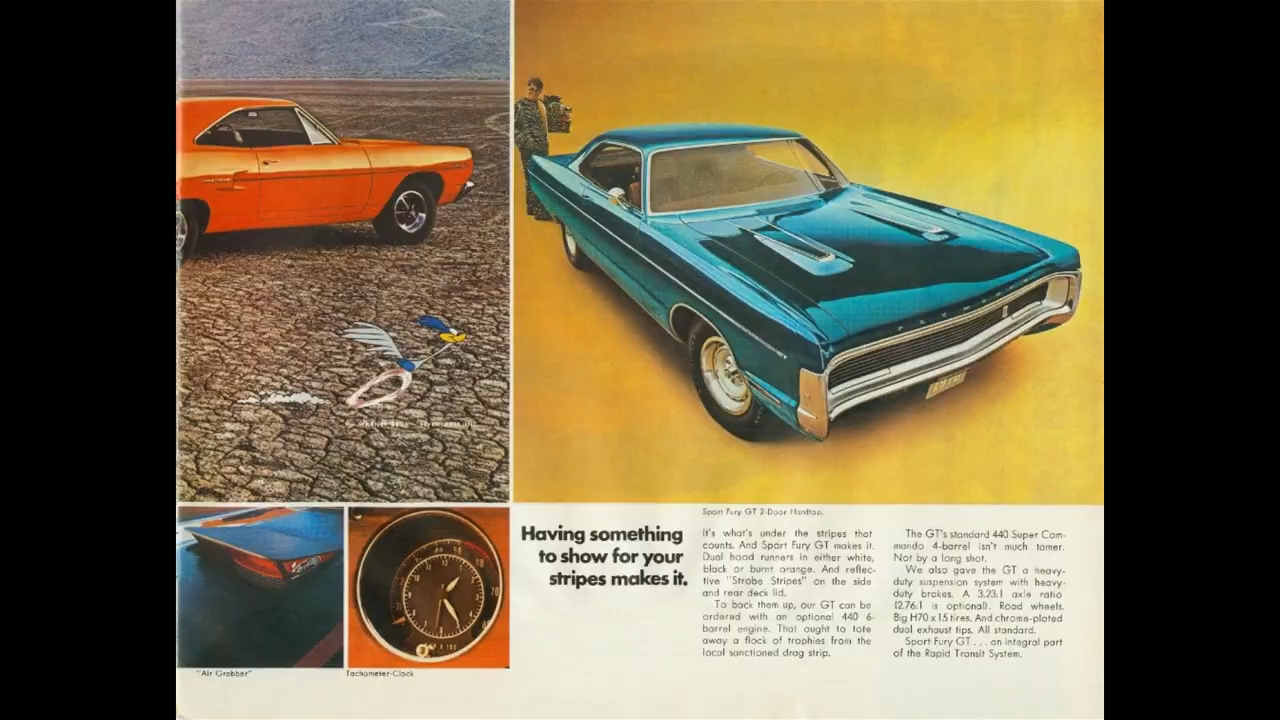 © WARNER BROS. - SEVEN ARTS, INC.
PLYMOUTH
"Air Grabber"
Tachometer-Clock
Having something
to show for your
stripes makes it.
Sport Fury GT 2-Door Hardtop.
It's what's under the stripes that
counts. And Sport Fury GT makes it.
Dual hood runners in either white,
black or burnt orange. And reflec-
tive "Strobe Stripes" on the side
and rear deck lid.
To back them up, our GT can be
ordered with an optional 440 6-
barrel engine. That ought to tote
away a flock of trophies from the
local sanctioned drag strip.
The GT's standard 440 Super Com-
mando 4-barrel isn't much tamer.
Not by a long shot.
We also gave the GT a heavy-
duty suspension system with heavy-
duty brakes. A 3.23:1 axle ratio
(2.76:1 is optional). Road wheels.
Big H70 x 15 tires. And chrome-plated
dual exhaust tips. All standard.
Sport Fury GT . . . an integral part
of the Rapid Transit System.